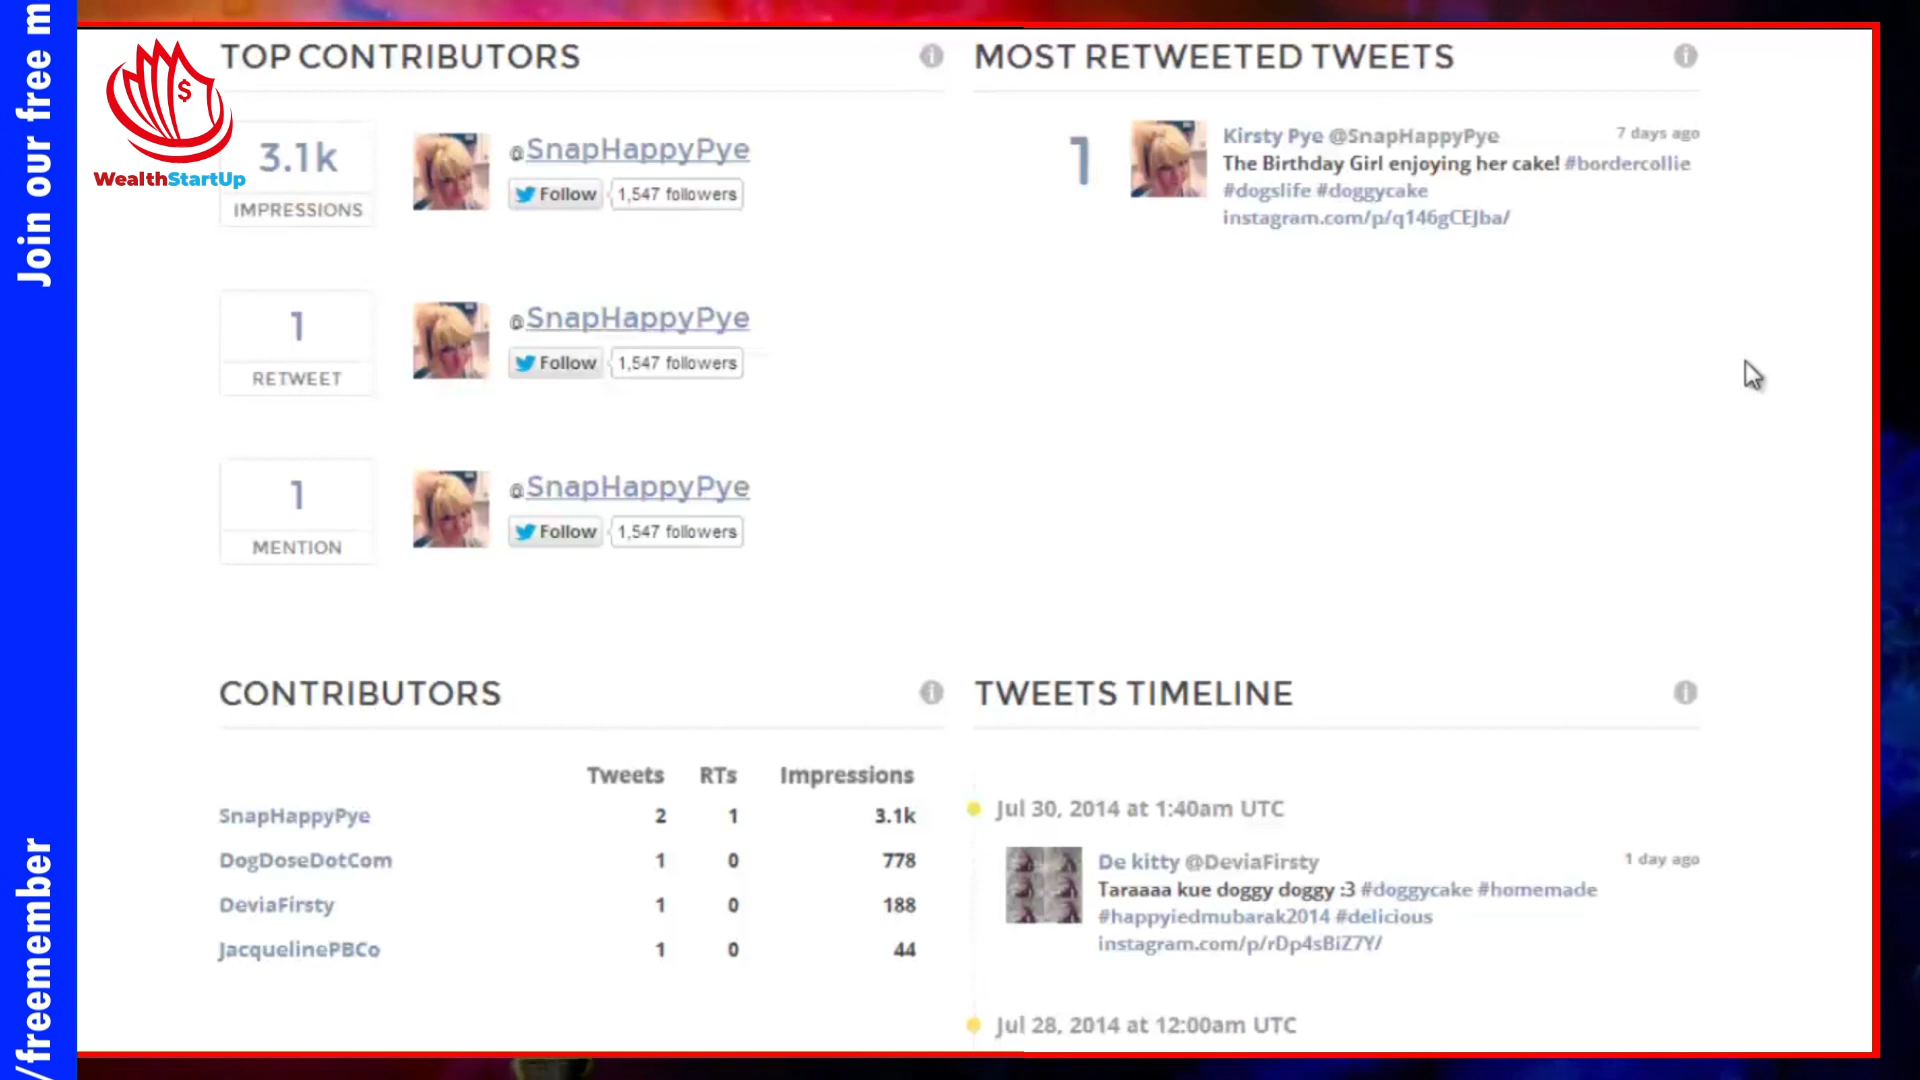 Join our free m
/freemember
WealthStartUp
TOP CONTRIBUTORS
3.1k
IMPRESSIONS
@SnapHappyPye
Follow
1,547 followers
1
RETWEET
@SnapHappyPye
Follow
1,547 followers
1
MENTION
@SnapHappyPye
Follow
1,547 followers
MOST RETWEETED TWEETS
1
Kirsty Pye @SnapHappyPye
7 days ago
The Birthday Girl enjoying her cake! #bordercollie
#dogslife #doggycake
instagram.com/p/q146gCEJba/
CONTRIBUTORS
Tweets RTs Impressions
SnapHappyPye 2 1 3.1k
DogDoseDotCom 1 0 778
DeviaFirsty 1 0 188
JacquelinePBCo 1 0 44
TWEETS TIMELINE
Jul 30, 2014 at 1:40am UTC
De kitty @DeviaFirsty
1 day ago
Taraaaa kue doggy doggy :3 #doggycake #homemade
#happyiedmubarak2014 #delicious
instagram.com/p/rDp4sBiZ7Y/
Jul 28, 2014 at 12:00am UTC